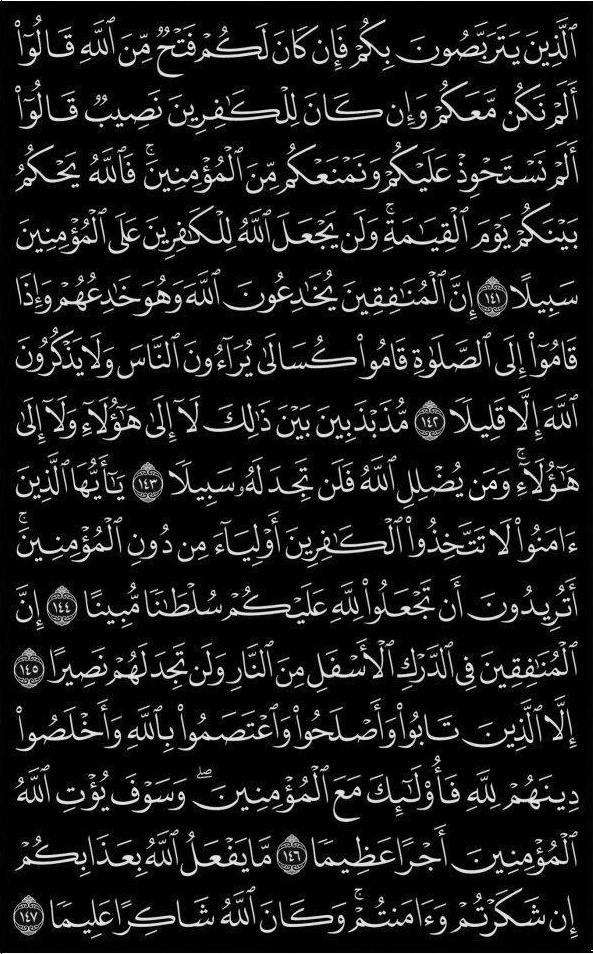 ٱلَّذِينَ يَتَرَبَّصُونَ بِكُمْ فَإِن كَانَ لَكُمْ فَتْحٌ مِّنَ ٱللَّهِ قَالُوٓا۟
أَلَمْ نَكُن مَّعَكُمْ وَإِن كَانَ لِلْكَـٰفِرِينَ نَصِيبٌ قَالُوٓا۟
أَلَمْ نَسْتَحْوِذْ عَلَيْكُمْ وَنَمْنَعْكُم مِّنَ ٱلْمُؤْمِنِينَ ۚ فَٱللَّهُ يَحْكُمُ
بَيْنَكُمْ يَوْمَ ٱلْقِيَـٰمَةِ ۗ وَلَن يَجْعَلَ ٱللَّهُ لِلْكَـٰفِرِينَ عَلَى ٱلْمُؤْمِنِينَ
سَبِيلًا ١٤١ إِنَّ ٱلْمُنَـٰفِقِينَ يُخَـٰدِعُونَ ٱللَّهَ وَهُوَ خَـٰدِعُهُمْ وَإِذَا
قَامُوٓا۟ إِلَى ٱلصَّلَوٰةِ قَامُوا۟ كُسَالَىٰ يُرَآءُونَ ٱلنَّاسَ وَلَا يَذْكُرُونَ
ٱللَّهَ إِلَّا قَلِيلًا ١٤٢ مُّذَبْذَبِينَ بَيْنَ ذَٰلِكَ لَآ إِلَىٰ هَـٰٓؤُلَآءِ وَلَآ إِلَىٰ
هَـٰٓؤُلَآءِ ۚ وَمَن يُضْلِلِ ٱللَّهُ فَلَن تَجِدَ لَهُۥ سَبِيلًا ١٤٣ يَـٰٓأَيُّهَا ٱلَّذِينَ
ءَامَنُوا۟ لَا تَتَّخِذُوا۟ ٱلْكَـٰفِرِينَ أَوْلِيَآءَ مِن دُونِ ٱلْمُؤْمِنِينَ ۚ
أَتُرِيدُونَ أَن تَجْعَلُوا۟ لِلَّهِ عَلَيْكُمْ سُلْطَـٰنًا مُّبِينًا ١٤٤ إِنَّ
ٱلْمُنَـٰفِقِينَ فِى ٱلدَّرْكِ ٱلْأَسْفَلِ مِنَ ٱلنَّارِ وَلَن تَجِدَ لَهُمْ نَصِيرًا ١٤٥
إِلَّا ٱلَّذِينَ تَابُوا۟ وَأَصْلَحُوا۟ وَٱعْتَصَمُوا۟ بِٱللَّهِ وَأَخْلَصُوا۟
دِينَهُمْ لِلَّهِ فَأُو۟لَـٰٓئِكَ مَعَ ٱلْمُؤْمِنِينَ ۖ وَسَوْفَ يُؤْتِ ٱللَّهُ
ٱلْمُؤْمِنِينَ أَجْرًا عَظِيمًا ١٤٦ مَّا يَفْعَلُ ٱللَّهُ بِعَذَابِكُمْ
إِن شَكَرْتُمْ وَءَامَنتُمْ ۚ وَكَانَ ٱللَّهُ شَاكِرًا عَلِيمًا ١٤٧